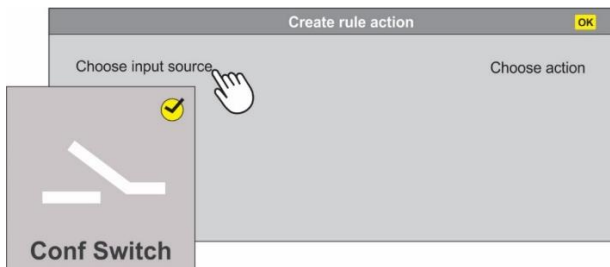 Create rule action
OK
Choose input source
Choose action
Conf Switch